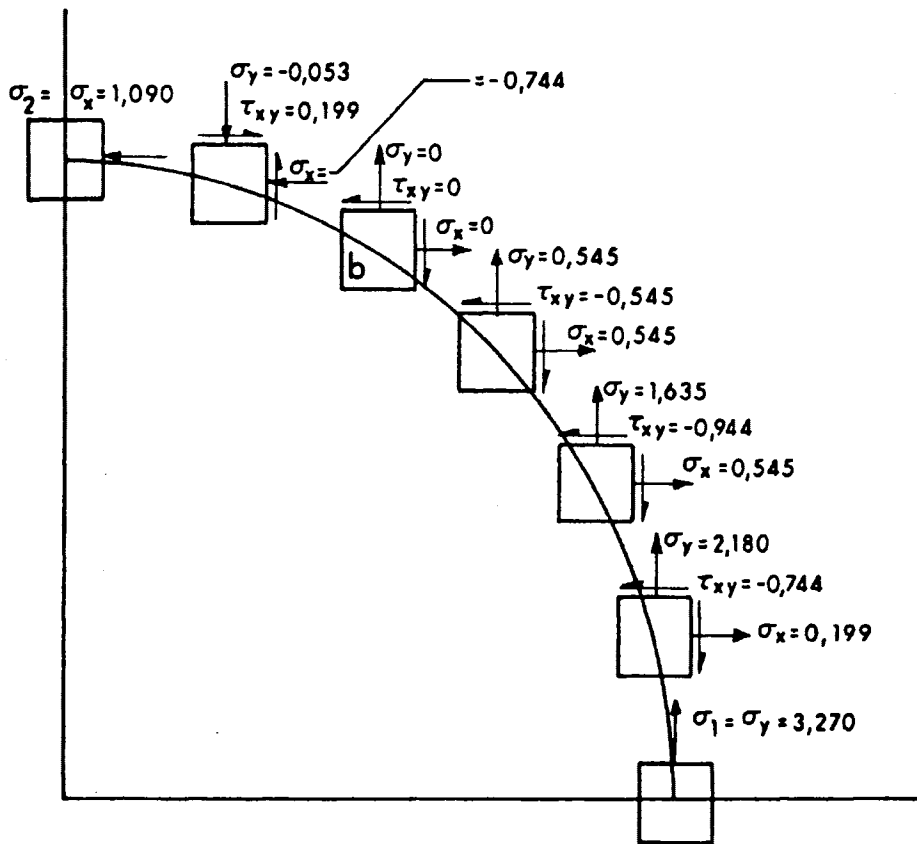 σy=-0,053
=-0,744
σ2= σx=1,090
τxy=0,199
σx=
σy=0
τxy=0
σx=0
b
σy=0,545
τxy=-0,545
σx=0,545
σy=1,635
τxy=-0,944
σx=0,545
σy=2,180
τxy=-0,744
σx=0,199
σ1=σy=3,270